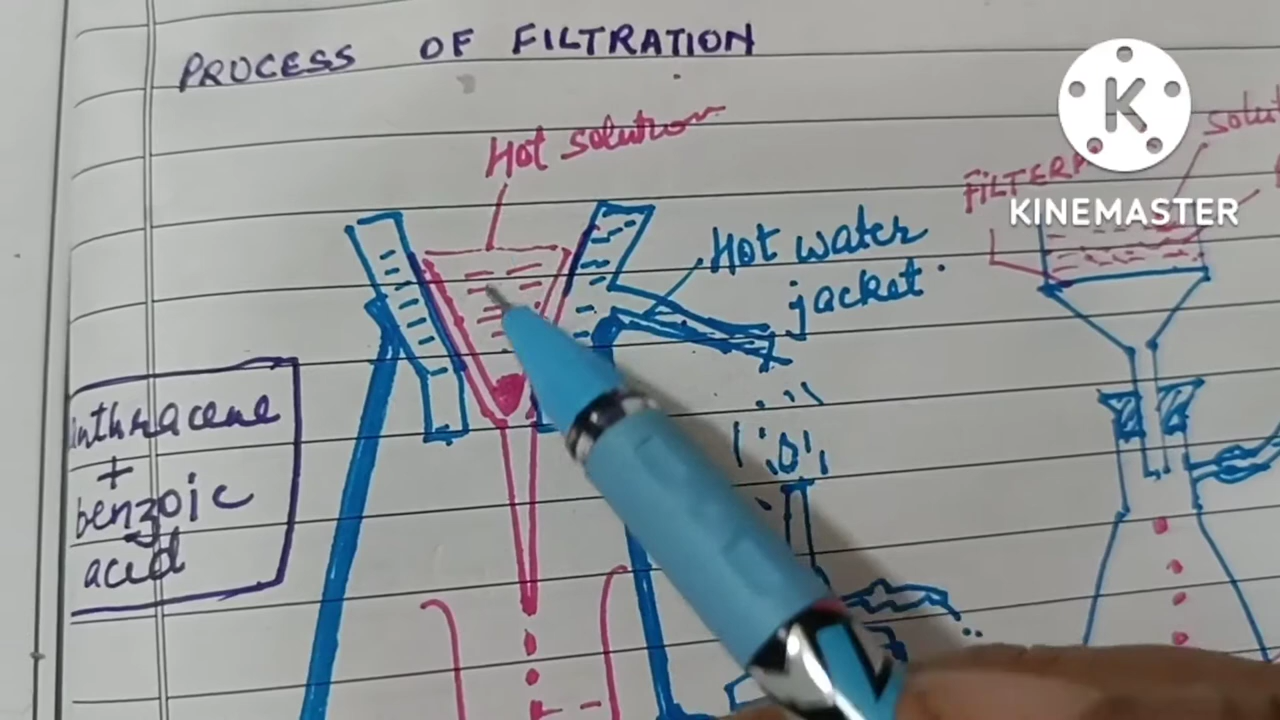 PROCESS OF FILTRATION
Hot solution
Hot water
jacket
anthracene
+
benzoic
acid
KINEMASTER